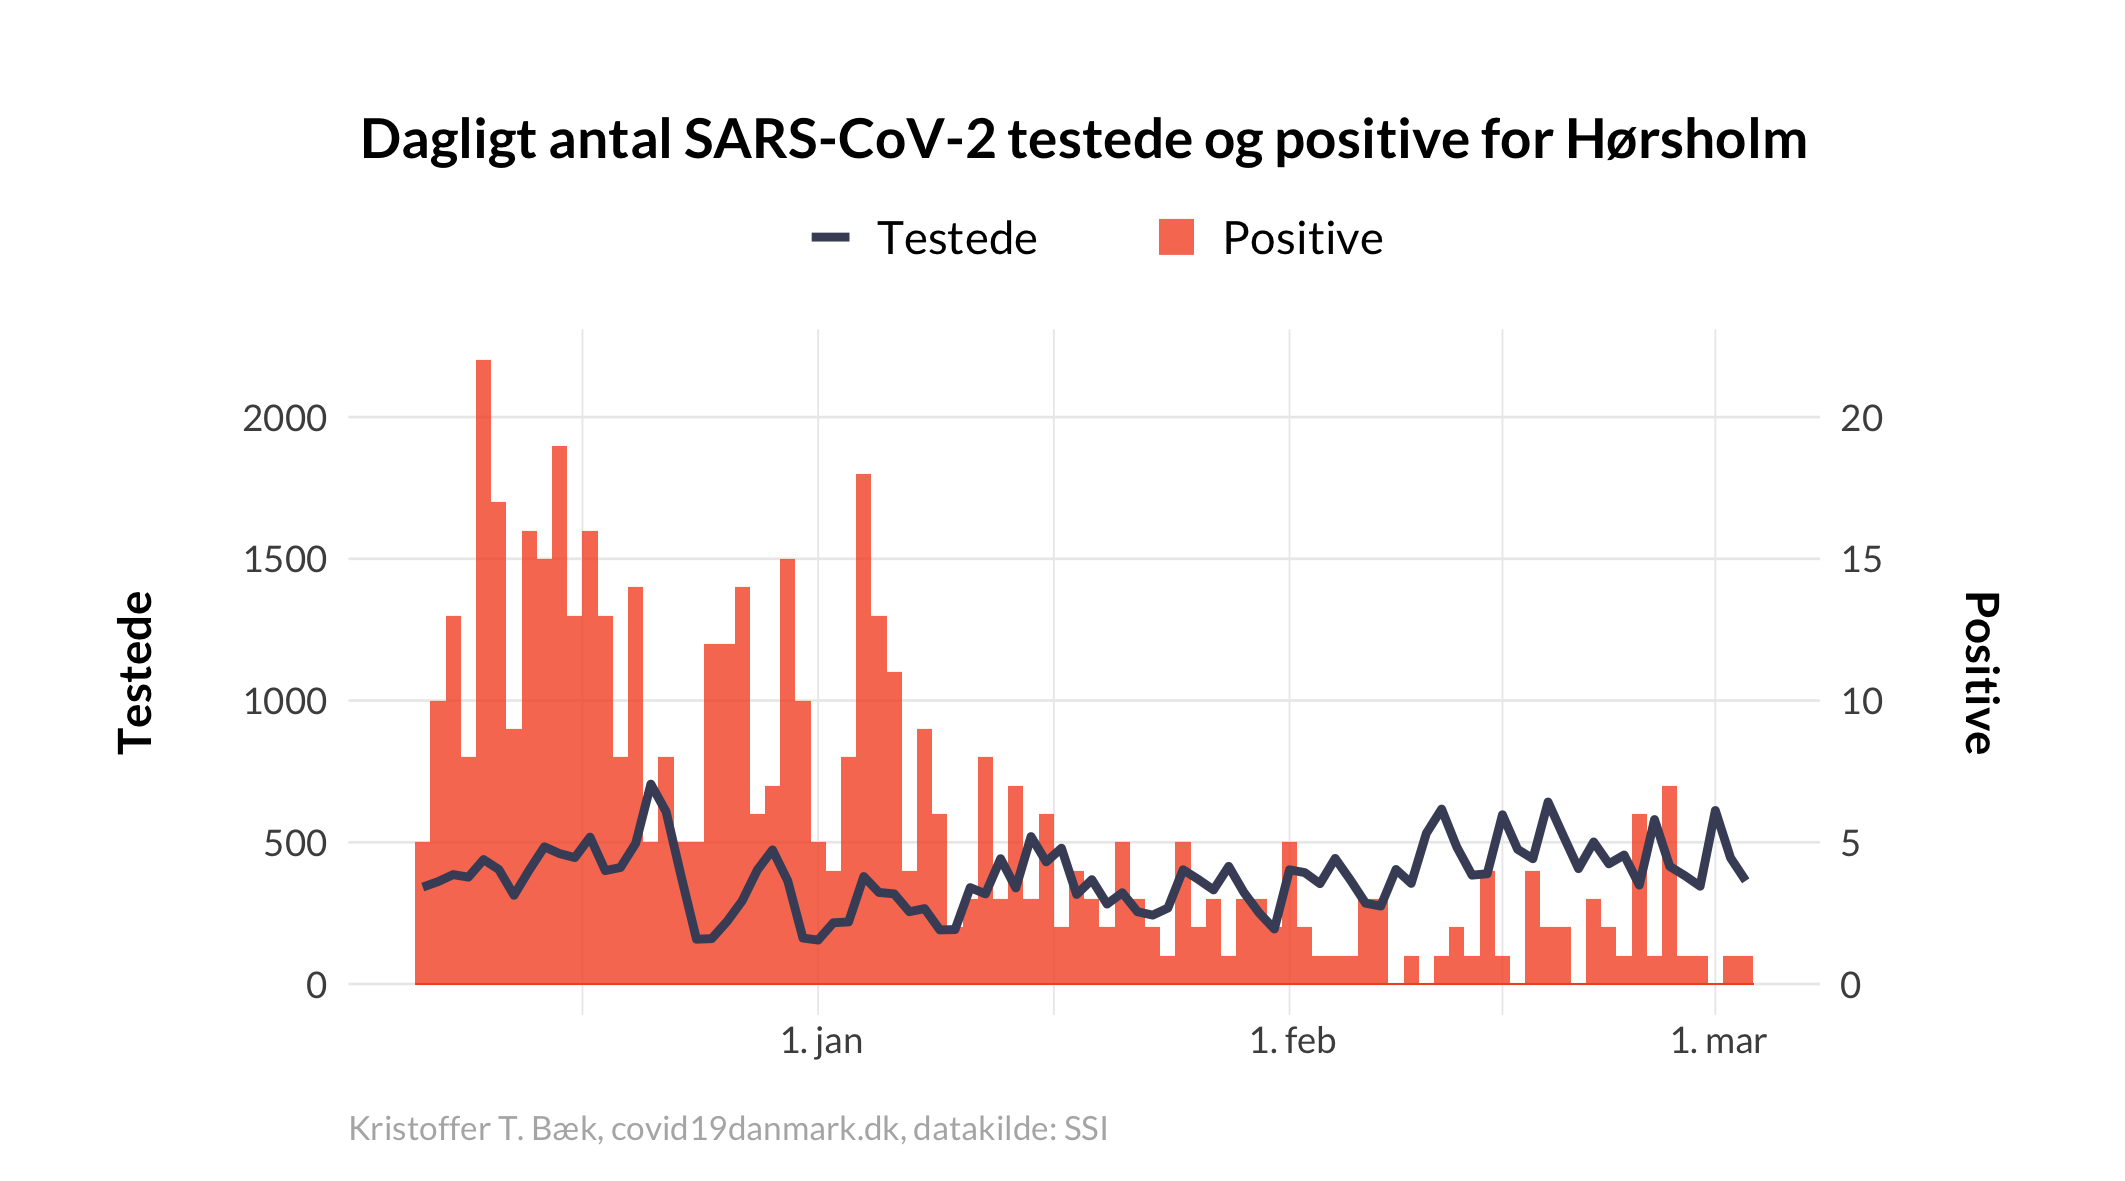 Dagligt antal SARS-CoV-2 testede og positive for Hørsholm
Testede
Positive
2000
1500
1000
500
0
Testede
20
15
10
5
0
Positive
1. jan
1. feb
1. mar
Kristoffer T. Bæk, covid19danmark.dk, datakilde: SSI